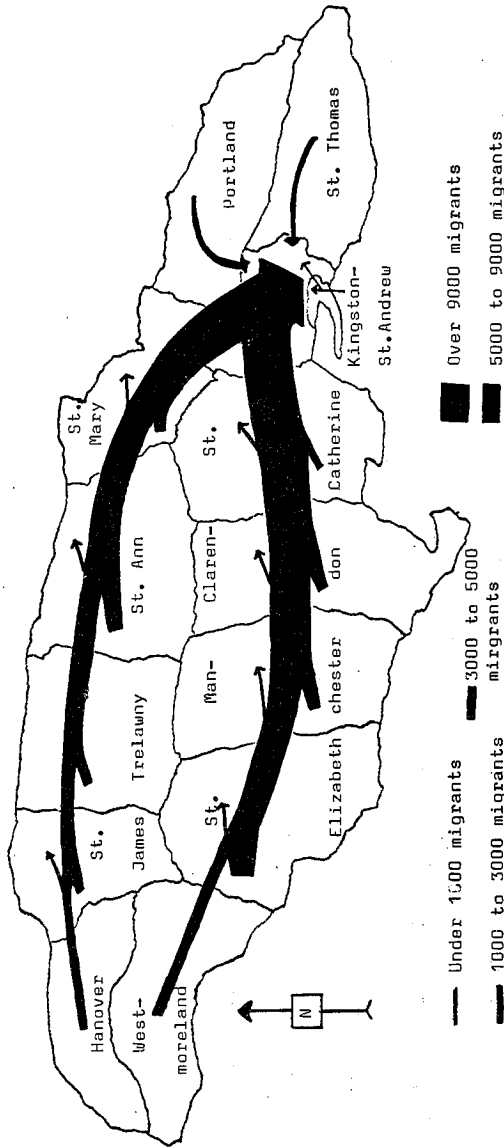 Hanover
West-
moreland
St.
James
Trelawny
St. Ann
St.
Mary
Portland
St. Thomas
Kingston-
St.Andrew
St.
Catherine
Claren-
don
Man-
chester
St.
Elizabeth
N
Under 1000 migrants
1000 to 3000 migrants
3000 to 5000
mirgrants
Over 9000 migrants
5000 to 9000 migrants